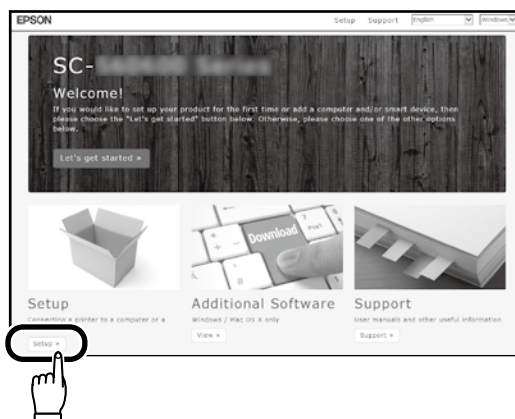 EPSON
Setup Support English Windows
SC-
Welcome!
If you would like to set up your product for the first time or add a computer and/or smart device, then
please choose the "Let's get started" button below. Otherwise, please choose one of the other options
below.
Let's get started »
Download
Setup
Additional Software
Support
Connecting a printer to a computer or a
Windows / Mac OS X only
User manuals and other useful information
Setup »
View »
Support »